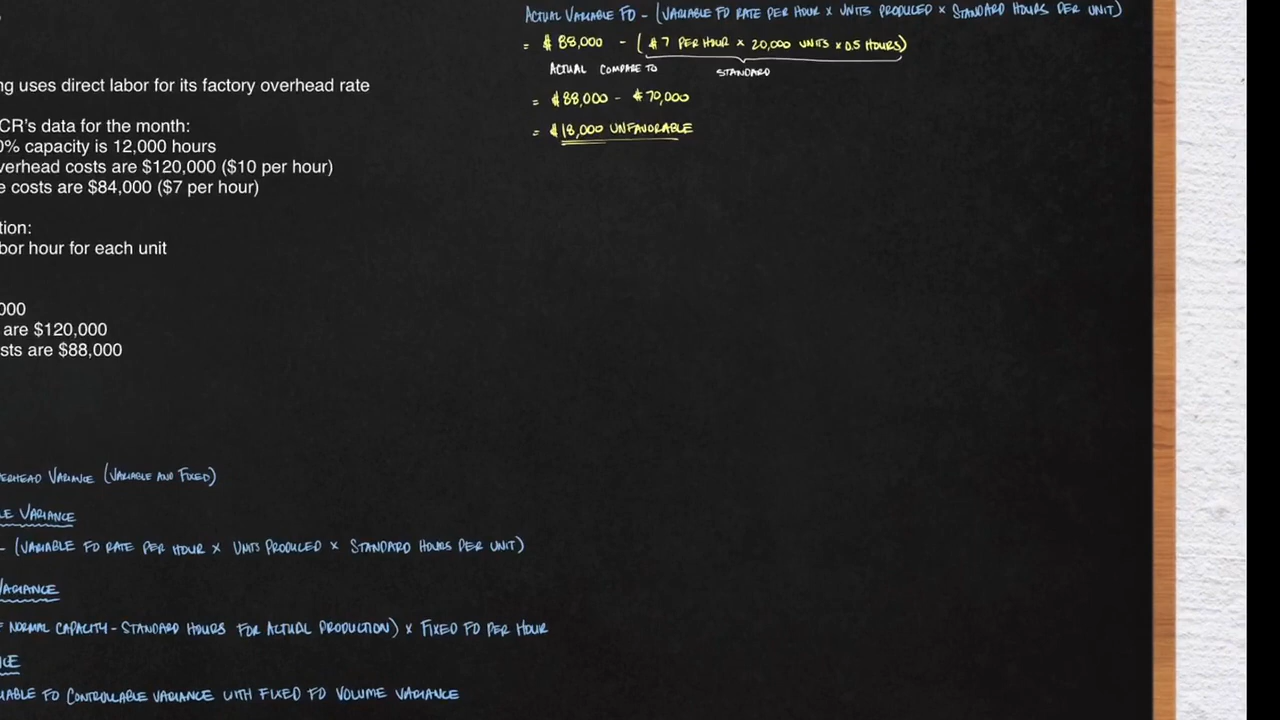 ACTUAL VARIABLE FO - (VARIABLE FO RATE PER HOUR x UNITS PRODUCED x STANDARD HOURS PER UNIT)
= $ 88,000 - ($7 PER HOUR x 20,000 UNITS x 0.5 HOURS)
ACTUAL COMPARE TO STANDARD
= $88,000 - $70,000
= $18,000 UNFAVORABLE
ng uses direct labor for its factory overhead rate
CR's data for the month:
0% capacity is 12,000 hours
verhead costs are $120,000 ($10 per hour)
e costs are $84,000 ($7 per hour)
tion:
bor hour for each unit
000
are $120,000
sts are $88,000
ERHEAD VARIANCE (VARIABLE AND FIXED)
LE VARIANCE
- (VARIABLE FO RATE PER HOUR x UNITS PRODUCED x STANDARD HOURS PER UNIT)
VARIANCE
F NORMAL CAPACITY - STANDARD HOURS FOR ACTUAL PRODUCTION) x FIXED FO PER HOUR
NCE
IABLE FO CONTROLLABLE VARIANCE WITH FIXED FO VOLUME VARIANCE